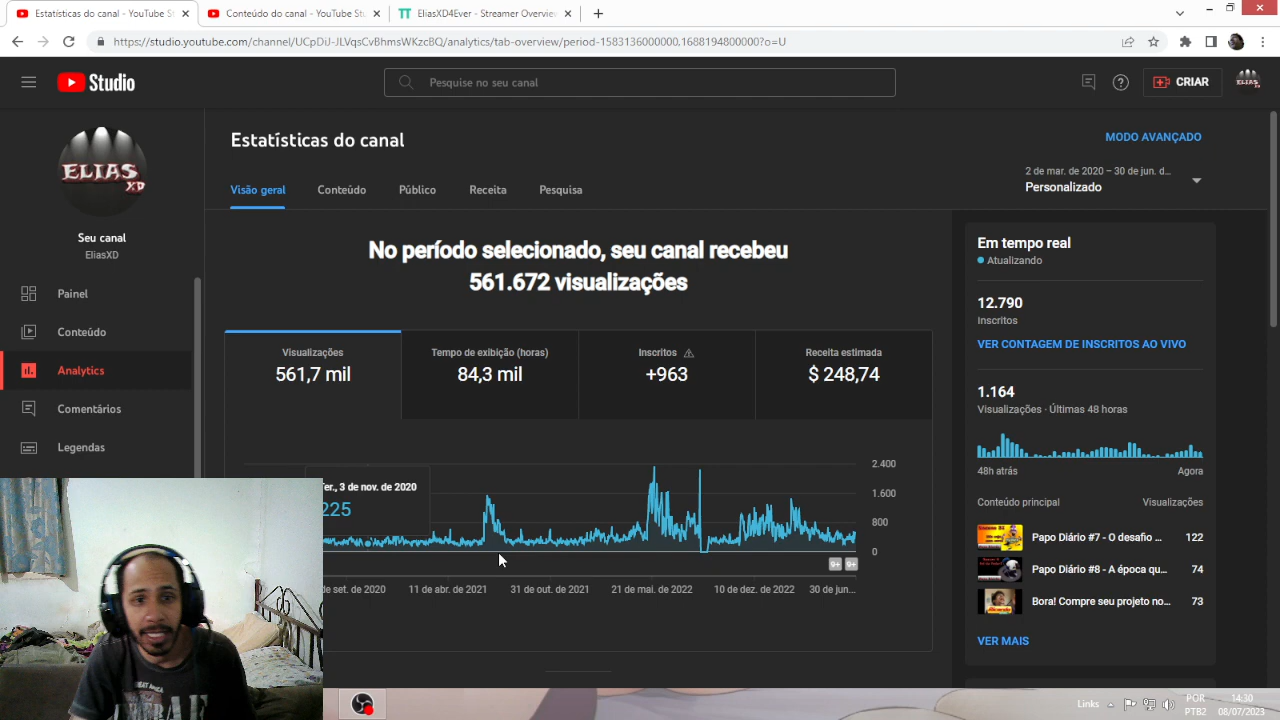 Estatísticas do canal - YouTube St
Conteúdo do canal - YouTube Stu
EliasXD4Ever - Streamer Overview
https://studio.youtube.com/channel/UCpDiJ-JLVqsCvBhmsWKzcBQ/analytics/tab-overview/period-1583136000000,1688194800000?o=U
Studio
Pesquise no seu canal
CRIAR
ELIAS XD
Seu canal
EliasXD
Painel
Conteúdo
Analytics
Comentários
Legendas
Estatísticas do canal
MODO AVANÇADO
2 de mar. de 2020 – 30 de jun. d...
Personalizado
Visão geral
Conteúdo
Público
Receita
Pesquisa
No período selecionado, seu canal recebeu
561.672 visualizações
Visualizações
561,7 mil
Tempo de exibição (horas)
84,3 mil
Inscritos
+963
Receita estimada
$ 248,74
Ter., 3 de nov. de 2020
225
2.400
1.600
800
0
9+
9+
de set. de 2020
11 de abr. de 2021
31 de out. de 2021
21 de mai. de 2022
10 de dez. de 2022
30 de jun...
Em tempo real
Atualizando
12.790
Inscritos
VER CONTAGEM DE INSCRITOS AO VIVO
1.164
Visualizações · Últimas 48 horas
48h atrás
Agora
Conteúdo principal
Visualizações
Papo Diário #7 - O desafio ...
122
Papo Diário #8 - A época qu...
74
Bora! Compre seu projeto no...
73
VER MAIS
Links
POR
PTB2
14:30
08/07/2023